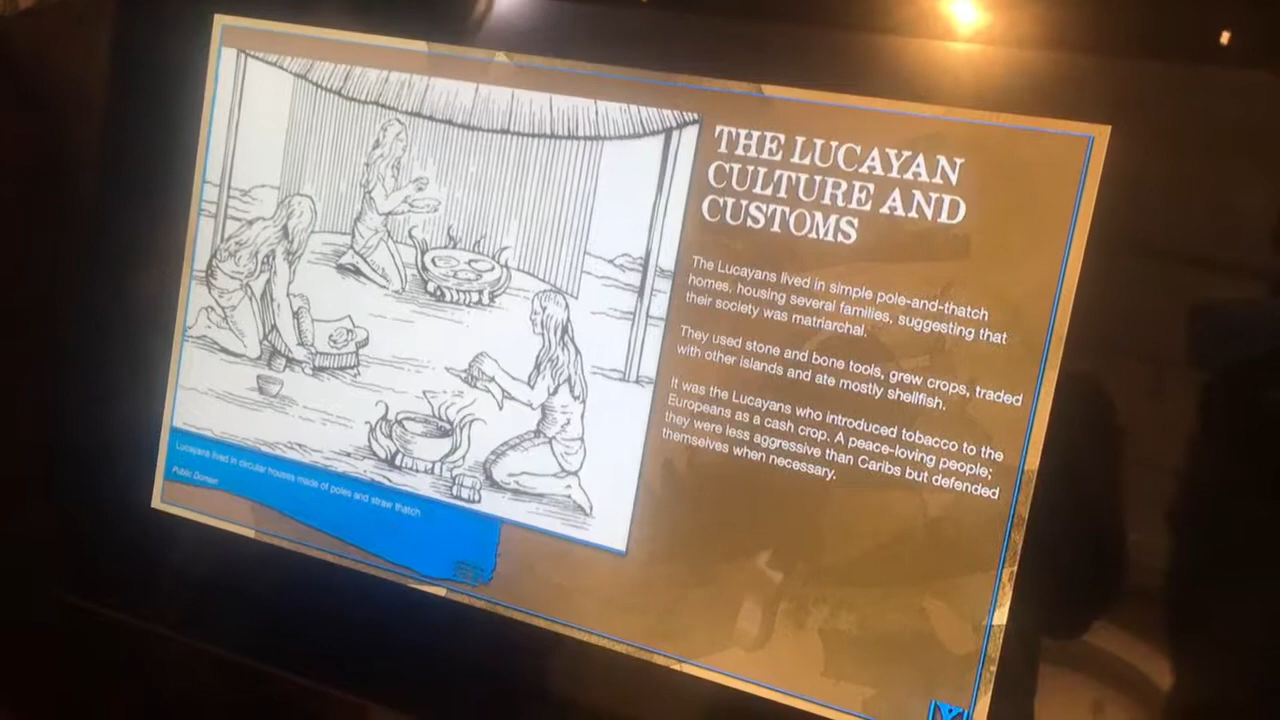 THE LUCAYAN
CULTURE AND
CUSTOMS
The Lucayans lived in simple pole-and-thatch
homes, housing several families, suggesting that
their society was matriarchal.
They used stone and bone tools, grew crops, traded
with other islands and ate mostly shellfish.
It was the Lucayans who introduced tobacco to the
Europeans as a cash crop. A peace-loving people;
they were less aggressive than Caribs but defended
themselves when necessary.
Lucayans lived in circular houses made of poles and straw thatch
Public Domain